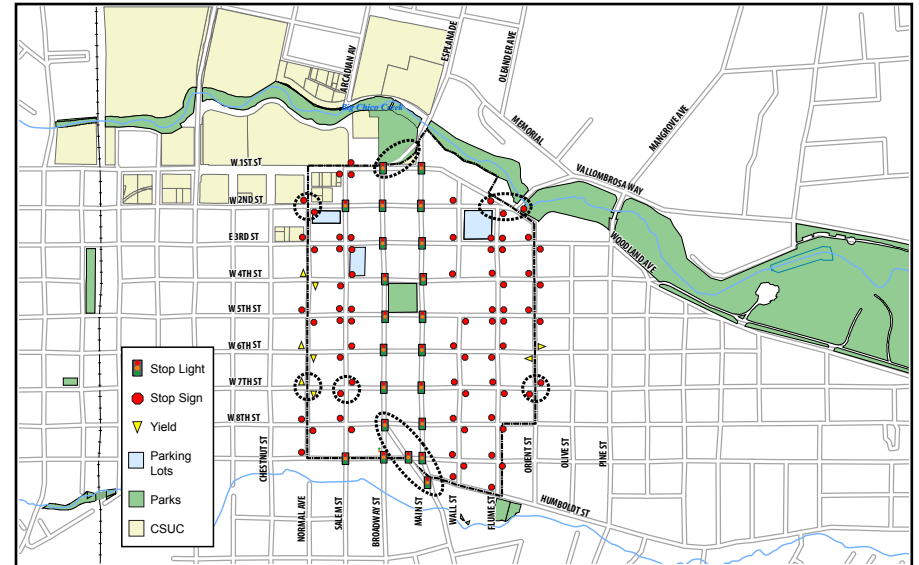 ARCADIAN AV
ESPLANADE
OLEANDER AVE
Big Chico Creek
MEMORIAL
MANGROVE AVE
VALLOMBROSA WAY
WOODLAND AVE
W 1ST ST
W 2ND ST
E 3RD ST
W 4TH ST
W 5TH ST
W 6TH ST
W 7TH ST
W 8TH ST
Stop Light
Stop Sign
Yield
Parking
Lots
Parks
CSUC
CHESTNUT ST
NORMAL AVE
SALEM ST
BROADWAY ST
MAIN ST
WALL ST
FLUME ST
ORIENT ST
OLIVE ST
PINE ST
HUMBOLDT ST